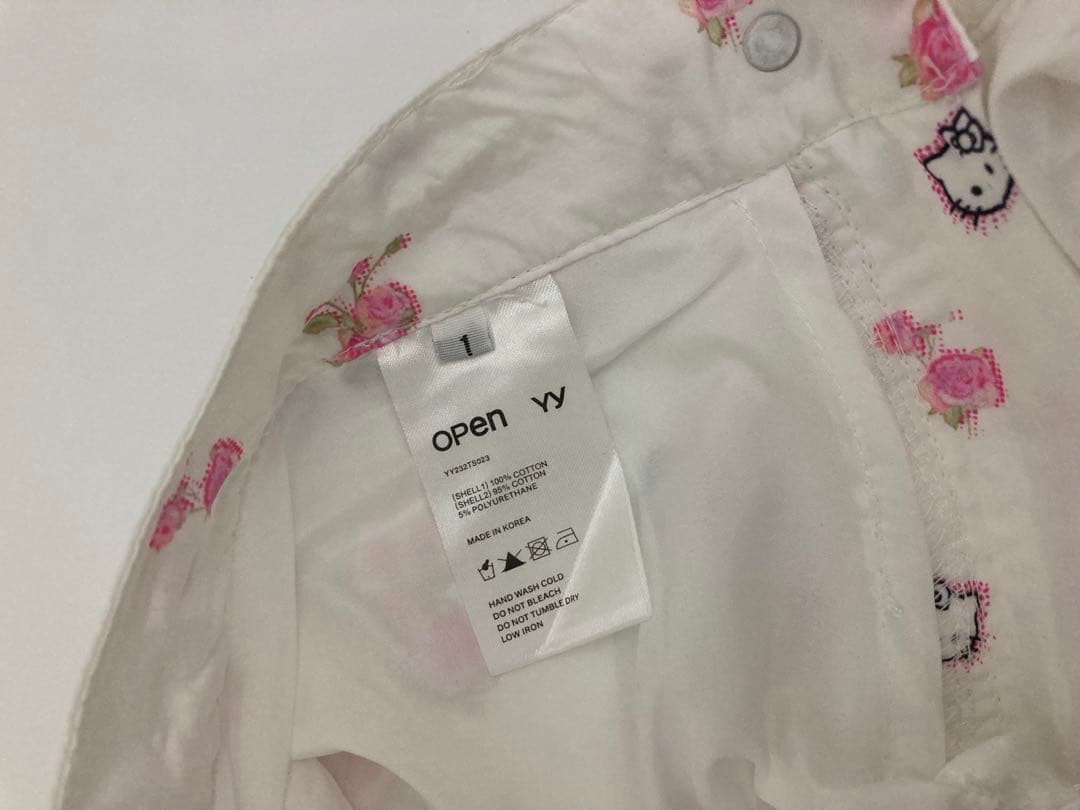 1
OPen YY
YY232TS023
(SHELL1) 100% COTTON
(SHELL2) 95% COTTON
5% POLYURETHANE
MADE IN KOREA
HAND WASH COLD
DO NOT BLEACH
DO NOT TUMBLE DRY
LOW IRON